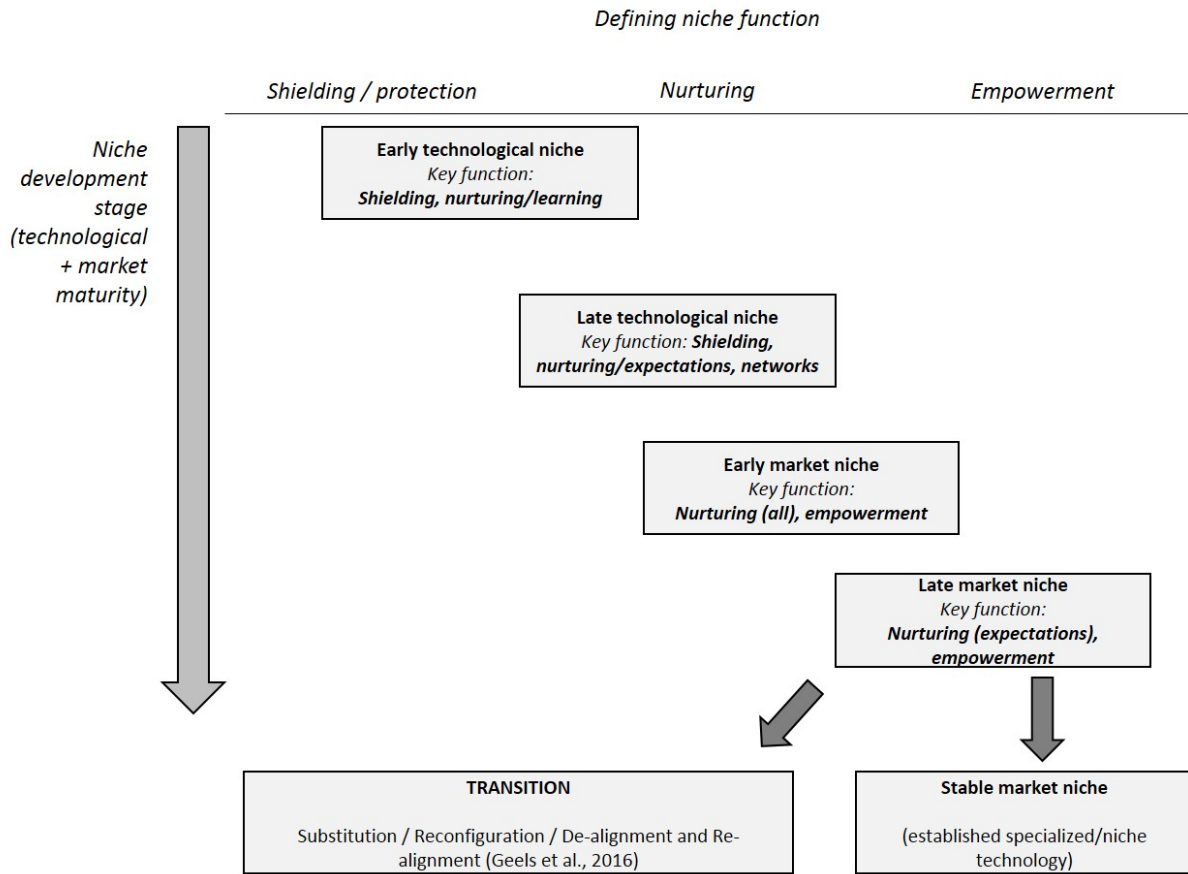 Defining niche function
Shielding / protection
Nurturing
Empowerment
Niche
development
stage
(technological
+ market
maturity)
Early technological niche
Key function:
Shielding, nurturing/learning
Late technological niche
Key function: Shielding,
nurturing/expectations, networks
Early market niche
Key function:
Nurturing (all), empowerment
Late market niche
Key function:
Nurturing (expectations),
empowerment
TRANSITION
Substitution / Reconfiguration / De-alignment and Re-
alignment (Geels et al., 2016)
Stable market niche
(established specialized/niche
technology)